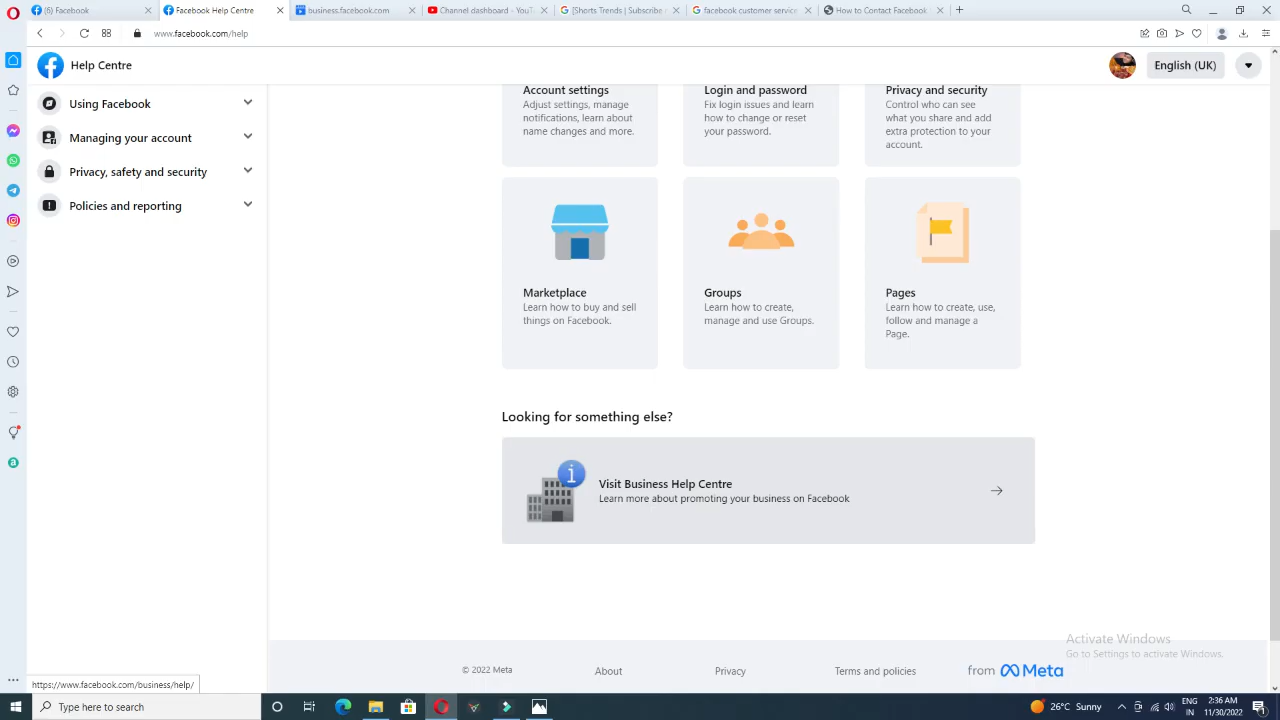 (6) Facebook
Facebook Help Centre
business.facebook.com
Channel dashboard - YouT
[Shorts Trends | Subscribe
facebook customer service
How to Contact Facebook
www.facebook.com/help
Help Centre
English (UK)
Using Facebook
Managing your account
Privacy, safety and security
Policies and reporting
Account settings
Adjust settings, manage
notifications, learn about
name changes and more.
Login and password
Fix login issues and learn
how to change or reset
your password.
Privacy and security
Control who can see
what you share and add
extra protection to your
account.
Marketplace
Learn how to buy and sell
things on Facebook.
Groups
Learn how to create,
manage and use Groups.
Pages
Learn how to create, use,
follow and manage a
Page.
Looking for something else?
Visit Business Help Centre
Learn more about promoting your business on Facebook
© 2022 Meta
About
Privacy
Terms and policies
from Meta
Activate Windows
Go to Settings to activate Windows.
https://www.facebook.com/business/help/
Type here to search
26°C Sunny
ENG
IN
2:36 AM
11/30/2022
1